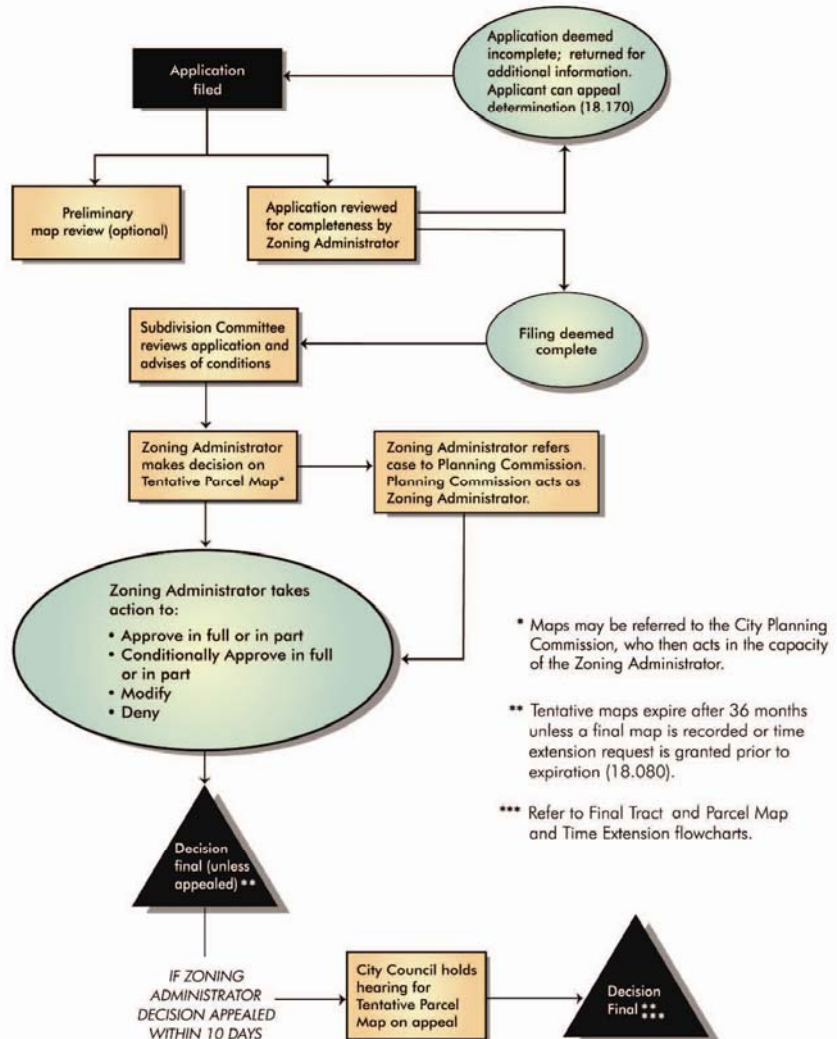 Application
filed
Application deemed
incomplete; returned for
additional information.
Applicant can appeal
determination (18.170)
Preliminary
map review (optional)
Application reviewed
for completeness by
Zoning Administrator
Filing deemed
complete
Subdivision Committee
reviews application and
advises of conditions
Zoning Administrator
makes decision on
Tentative Parcel Map*
Zoning Administrator refers
case to Planning Commission.
Planning Commission acts as
Zoning Administrator.
Zoning Administrator takes
action to:
• Approve in full or in part
• Conditionally Approve in full
or in part
• Modify
• Deny
* Maps may be referred to the City Planning
Commission, who then acts in the capacity
of the Zoning Administrator.
** Tentative maps expire after 36 months
unless a final map is recorded or time
extension request is granted prior to
expiration (18.080).
*** Refer to Final Tract and Parcel Map
and Time Extension flowcharts.
Decision
final (unless
appealed) **
IF ZONING
ADMINISTRATOR
DECISION APPEALED
WITHIN 10 DAYS
City Council holds
hearing for
Tentative Parcel
Map on appeal
Decision
Final **
***